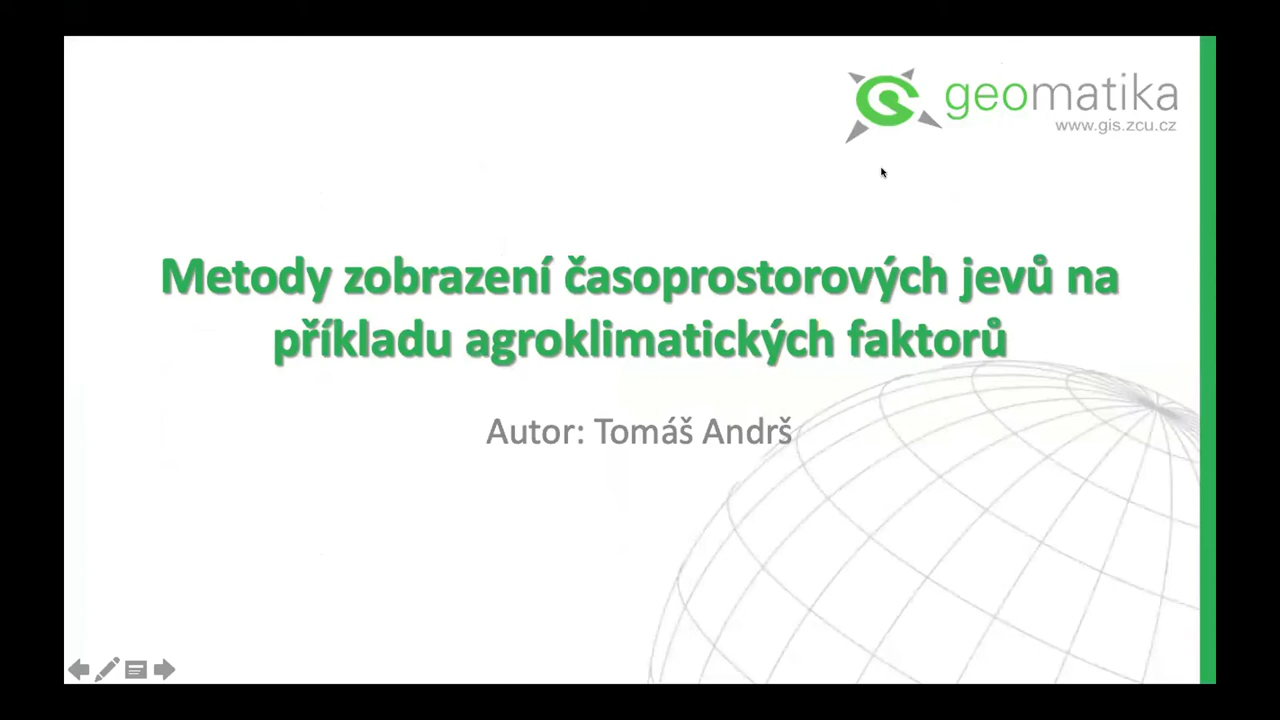 geomatika
www.gis.zcu.cz
Metody zobrazení časoprostorových jevů na
příkladu agroklimatických faktorů
Autor: Tomáš Andrš